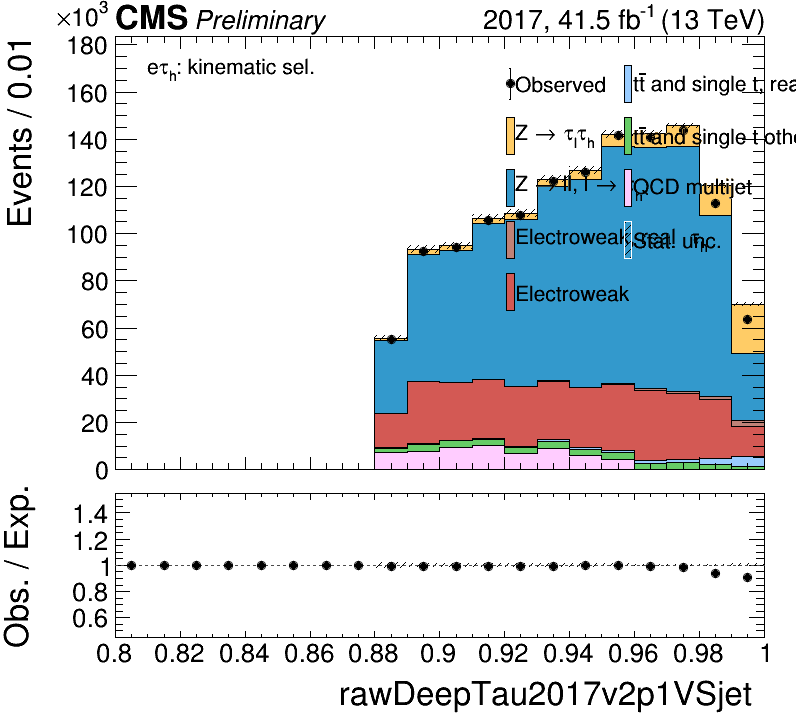 ×10³ CMS Preliminary 2017, 41.5 fb⁻¹ (13 TeV)
Events / 0.01
eτₕ: kinematic sel.
Observed
Z → τₗτₕ
Z → ll, l → τₕ
Electroweak real τₕ
Electroweak
tt̄ and single t, rea
tt̄ and single t othe
QCD multijet
Stat. unc.
160
140
120
100
80
60
40
20
0
Obs. / Exp.
1.4
1.2
1
0.8
0.6
0.8 0.82 0.84 0.86 0.88 0.9 0.92 0.94 0.96 0.98 1
rawDeepTau2017v2p1VSjet